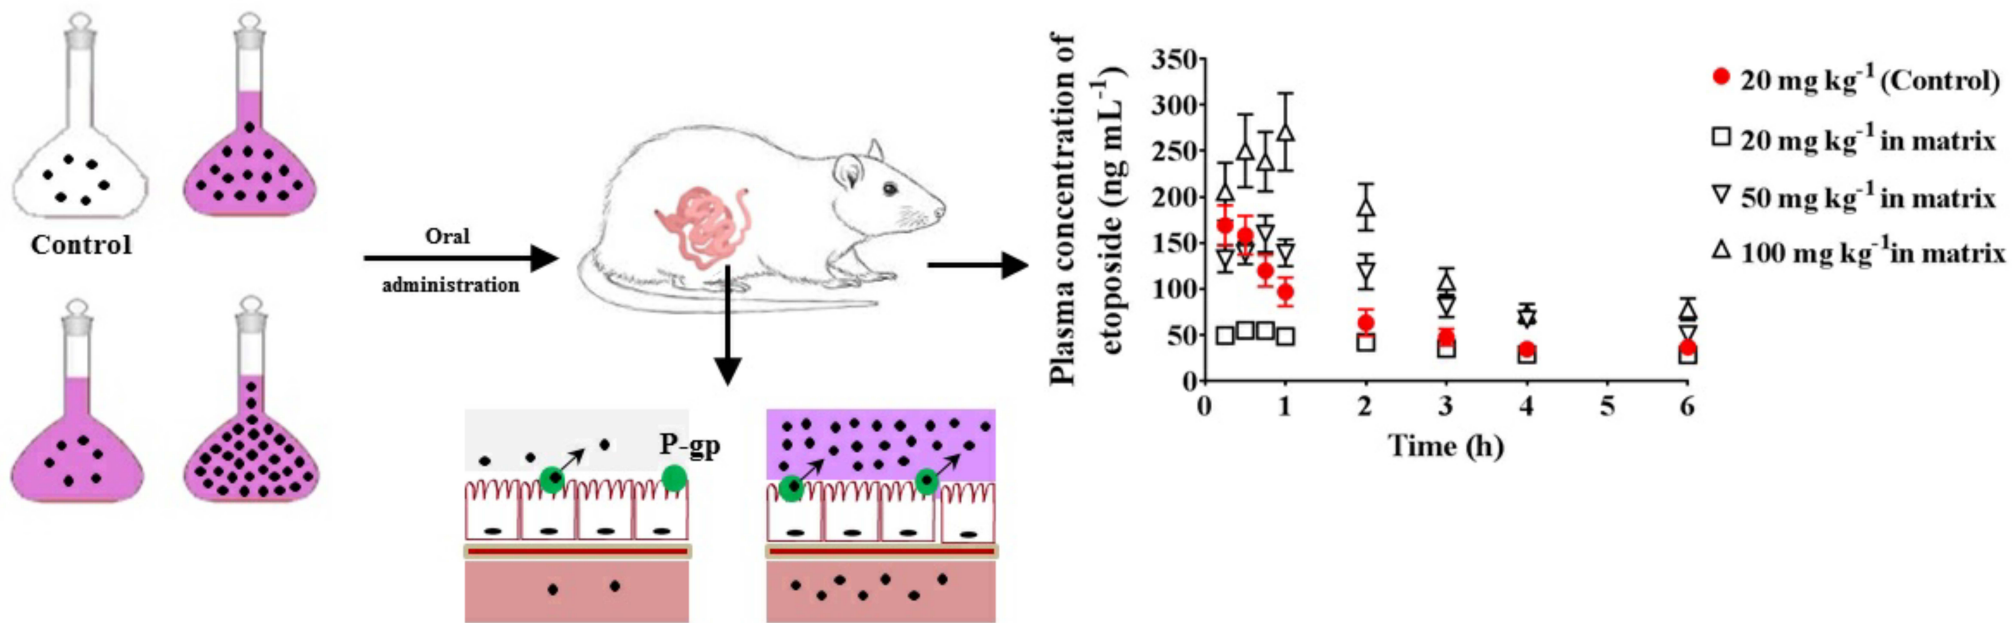 Control
Oral
administration
P-gp
Plasma concentration of
etoposide (ng mL⁻¹)
350
300
250
200
150
100
50
0
0 1 2 3 4 5 6
Time (h)
20 mg kg⁻¹ (Control)
20 mg kg⁻¹ in matrix
50 mg kg⁻¹ in matrix
100 mg kg⁻¹in matrix